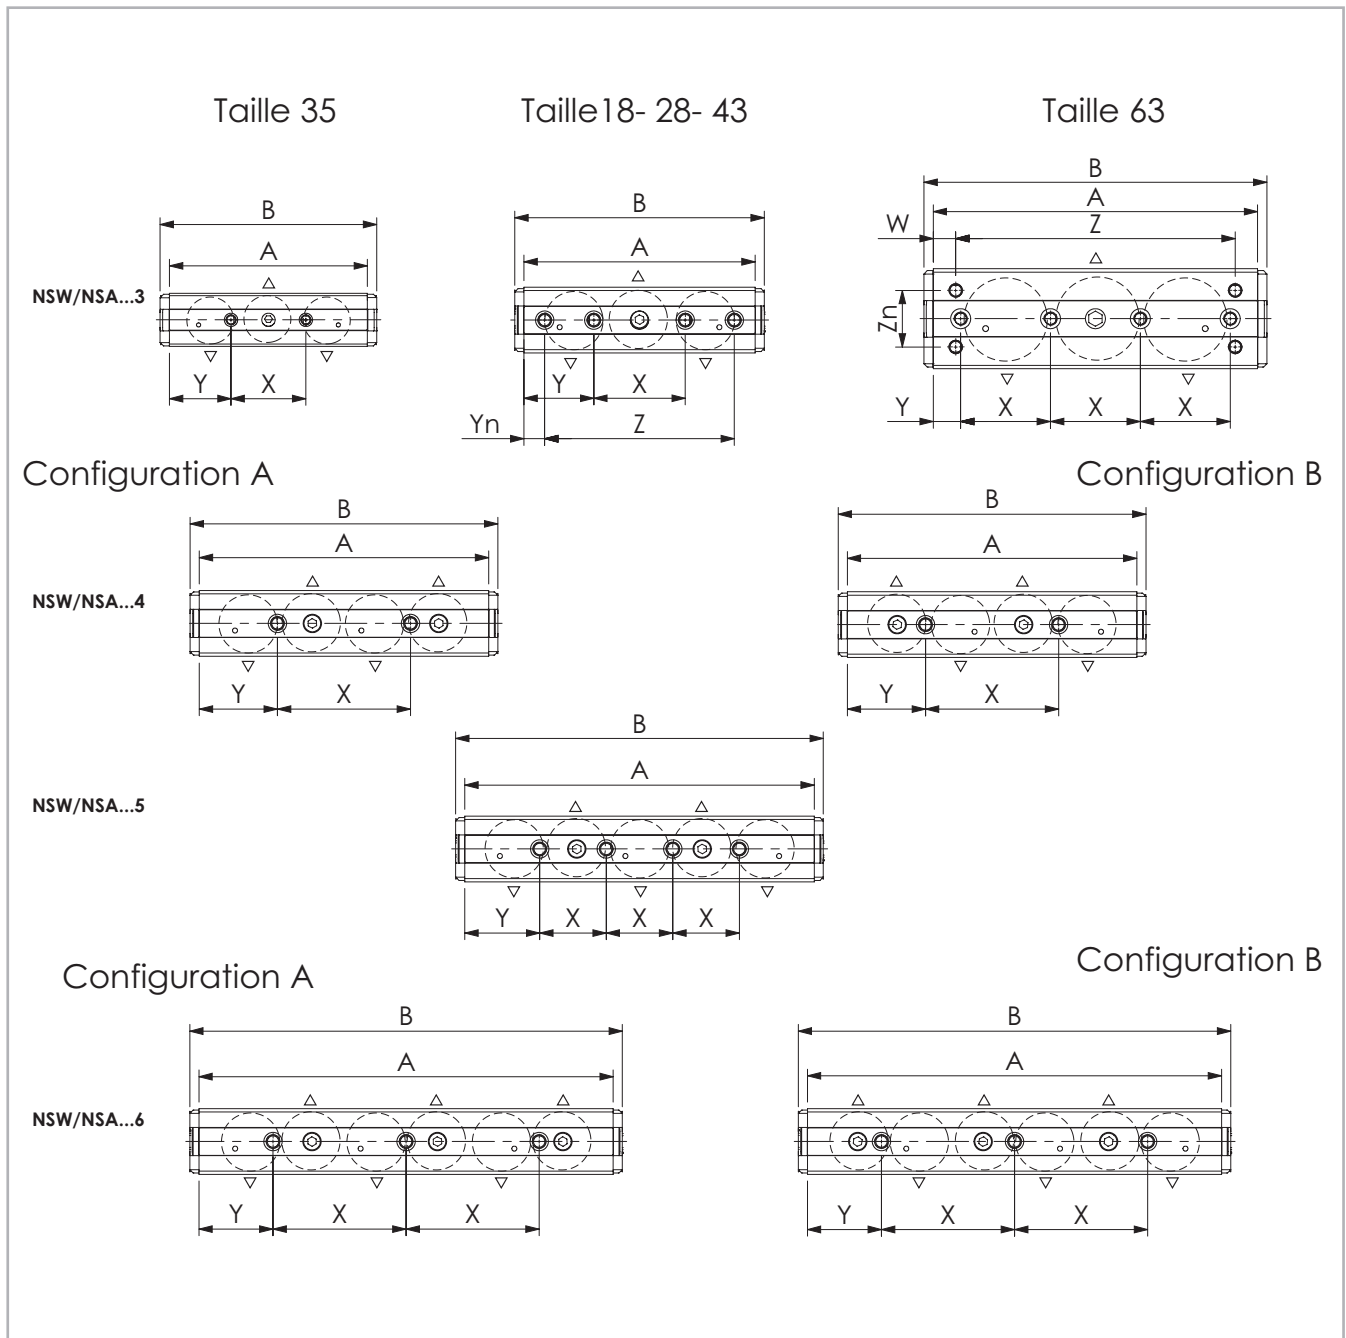 Taille 35
Taille18- 28- 43
Taille 63
NSW/NSA...3
B
A
Y
X
B
A
Y
X
Yn
Z
B
A
W
Z
Zn
Y
X
X
X
Configuration A
Configuration B
NSW/NSA...4
B
A
Y
X
B
A
Y
X
NSW/NSA...5
B
A
Y
X
X
X
Configuration A
Configuration B
NSW/NSA...6
B
A
Y
X
X
B
A
Y
X
X